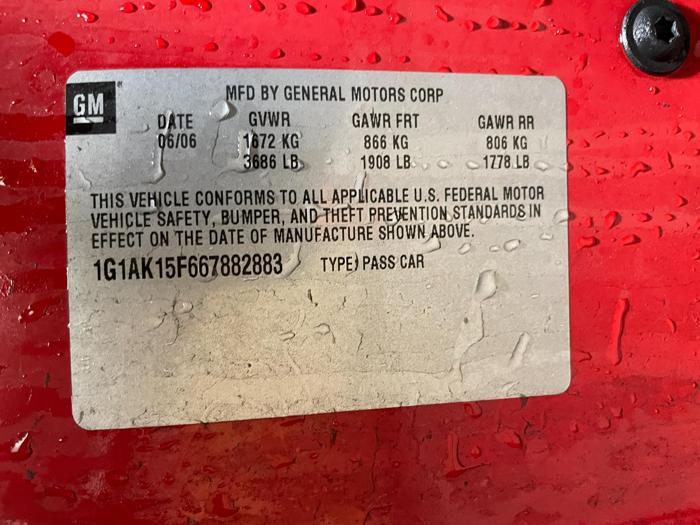 GM
MFD BY GENERAL MOTORS CORP
DATE GVWR GAWR FRT GAWR RR
06/06 1672 KG 866 KG 806 KG
3686 LB 1908 LB 1778 LB
THIS VEHICLE CONFORMS TO ALL APPLICABLE U.S. FEDERAL MOTOR
VEHICLE SAFETY, BUMPER, AND THEFT PREVENTION STANDARDS IN
EFFECT ON THE DATE OF MANUFACTURE SHOWN ABOVE.
1G1AK15F667882883 TYPE) PASS CAR